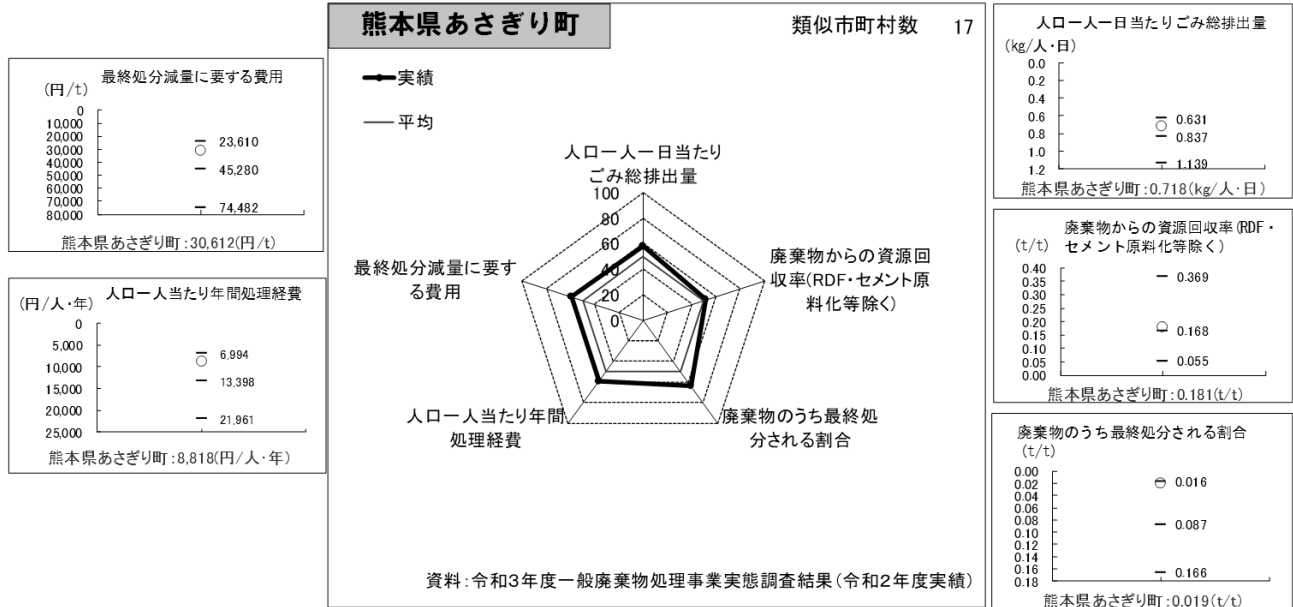 熊本県あさぎり町
類似市町村数 17
実績
平均
人口一人一日当たり
ごみ総排出量
100
80
60
40
20
0
廃棄物からの資源回
収率(RDF・セメント原
料化等除く)
廃棄物のうち最終処
分される割合
人口一人当たり年間
処理経費
最終処分減量に要す
る費用
資料:令和3年度一般廃棄物処理事業実態調査結果(令和2年度実績)
最終処分減量に要する費用
(円/t)
0
10,000
20,000
30,000
40,000
50,000
60,000
70,000
80,000
23,610
45,280
74,482
熊本県あさぎり町:30,612(円/t)
人口一人当たり年間処理経費
(円/人・年)
0
5,000
10,000
15,000
20,000
25,000
6,994
13,398
21,961
熊本県あさぎり町:8,818(円/人・年)
人口一人一日当たりごみ総排出量
(kg/人・日)
0.0
0.2
0.4
0.6
0.8
1.0
1.2
0.631
0.837
1.139
熊本県あさぎり町:0.718(kg/人・日)
廃棄物からの資源回収率(RDF・
セメント原料化等除く)
(t/t)
0.40
0.35
0.30
0.25
0.20
0.15
0.10
0.05
0.00
0.369
0.168
0.055
熊本県あさぎり町:0.181(t/t)
廃棄物のうち最終処分される割合
(t/t)
0.00
0.02
0.04
0.06
0.08
0.10
0.12
0.14
0.16
0.18
0.016
0.087
0.166
熊本県あさぎり町:0.019(t/t)